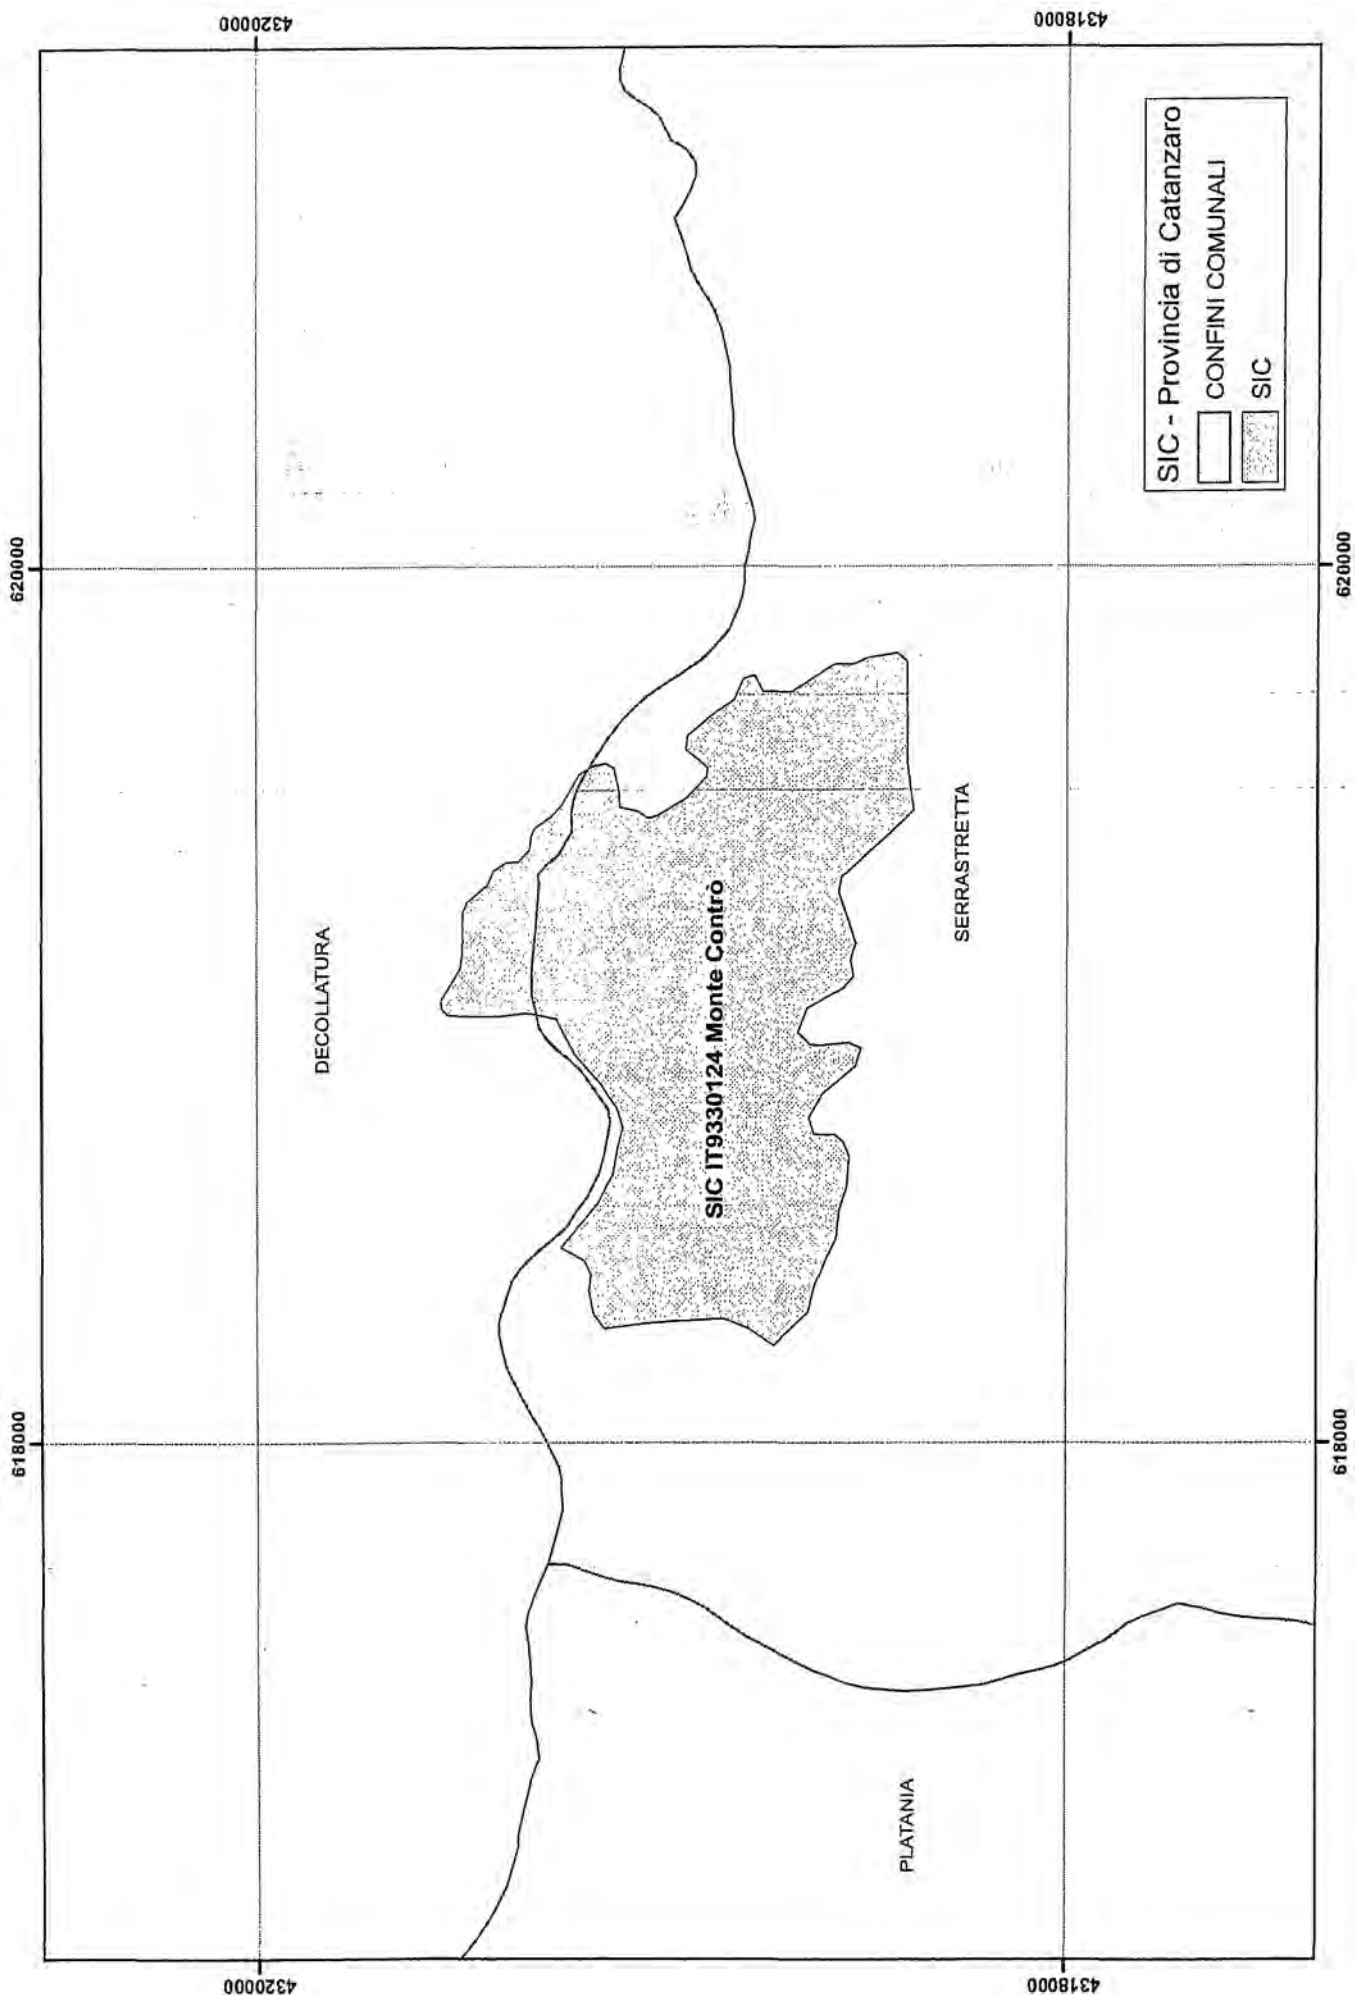 618000
620000
4320000
4320000
DECOLLATURA
SIC IT9330124 Monte Contrò
SERRASTRETTA
PLATANIA
4318000
4318000
SIC - Provincia di Catanzaro
CONFINI COMUNALI
SIC
618000
620000